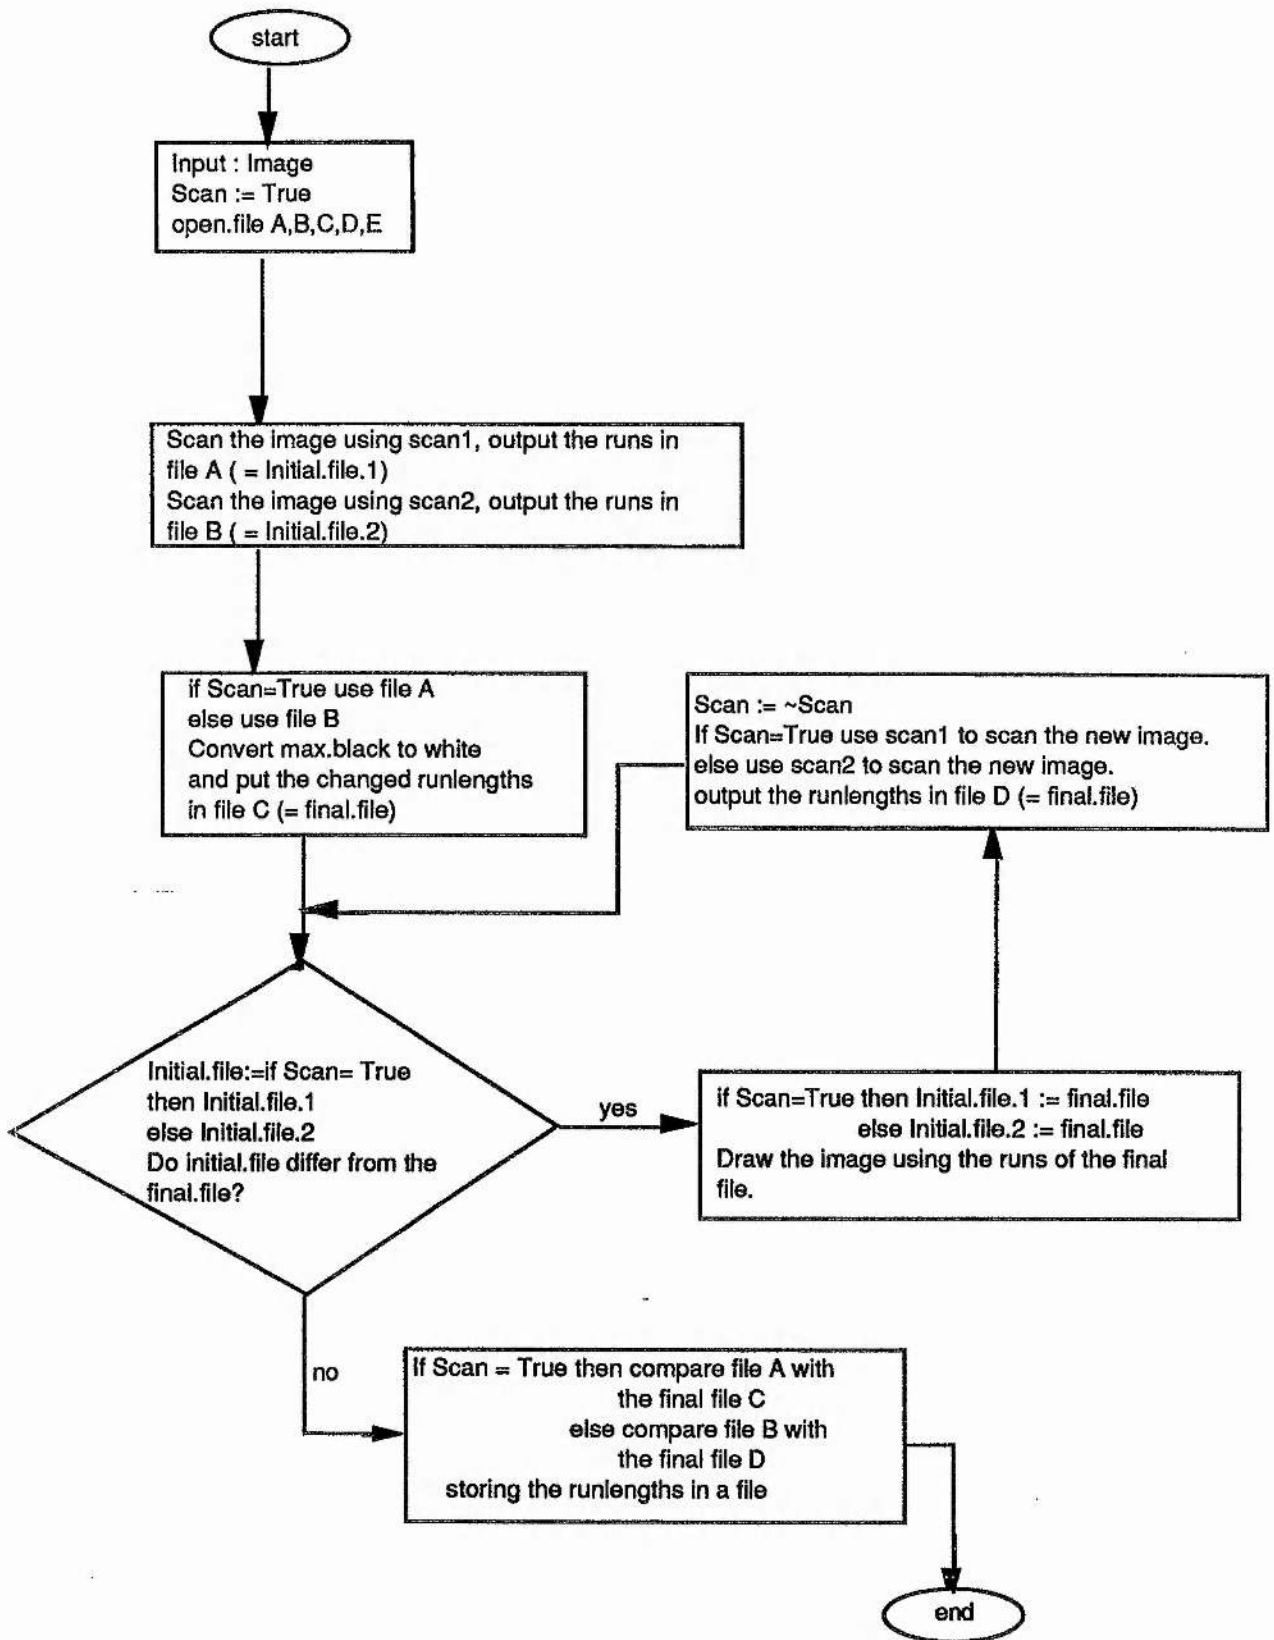 start
Input : Image
Scan := True
open.file A,B,C,D,E
Scan the image using scan1, output the runs in
file A ( = Initial.file.1)
Scan the image using scan2, output the runs in
file B ( = Initial.file.2)
if Scan=True use file A
else use file B
Convert max.black to white
and put the changed runlengths
in file C (= final.file)
Scan := ~Scan
If Scan=True use scan1 to scan the new image.
else use scan2 to scan the new image.
output the runlengths in file D (= final.file)
Initial.file:=if Scan= True
then Initial.file.1
else Initial.file.2
Do initial.file differ from the
final.file?
yes
if Scan=True then Initial.file.1 := final.file
else Initial.file.2 := final.file
Draw the image using the runs of the final
file.
no
If Scan = True then compare file A with
the final file C
else compare file B with
the final file D
storing the runlengths in a file
end